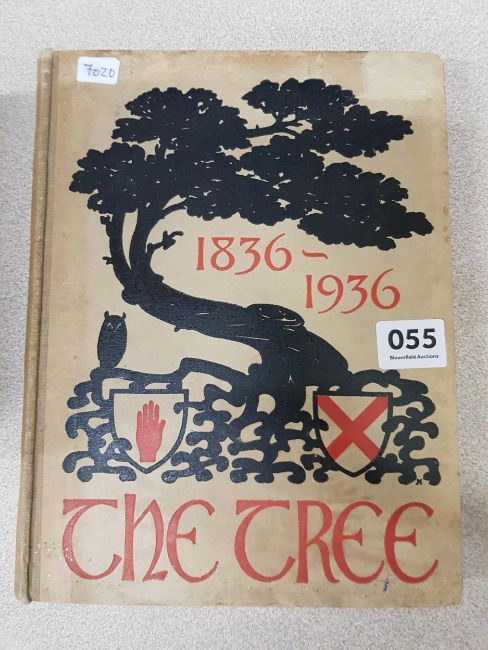 7020
1836–
1936
055
Bloomfield Auctions
THE TREE